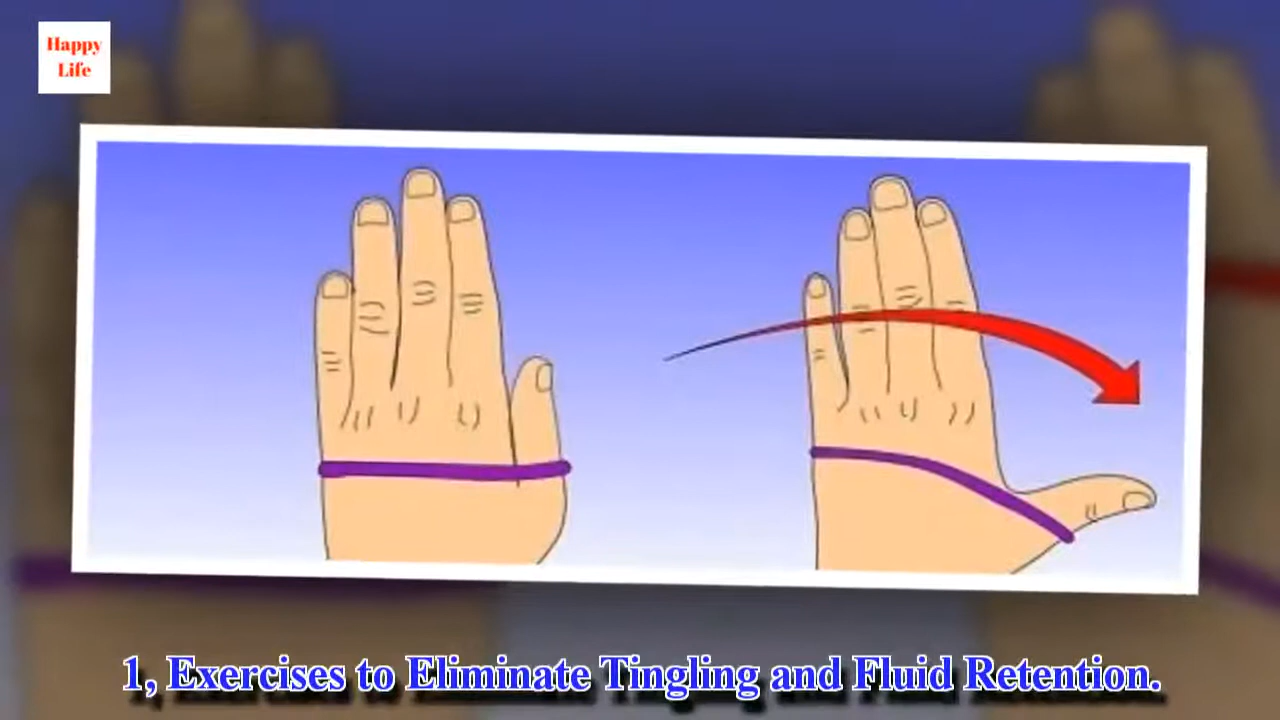 Happy
Life
1, Exercises to Eliminate Tingling and Fluid Retention.